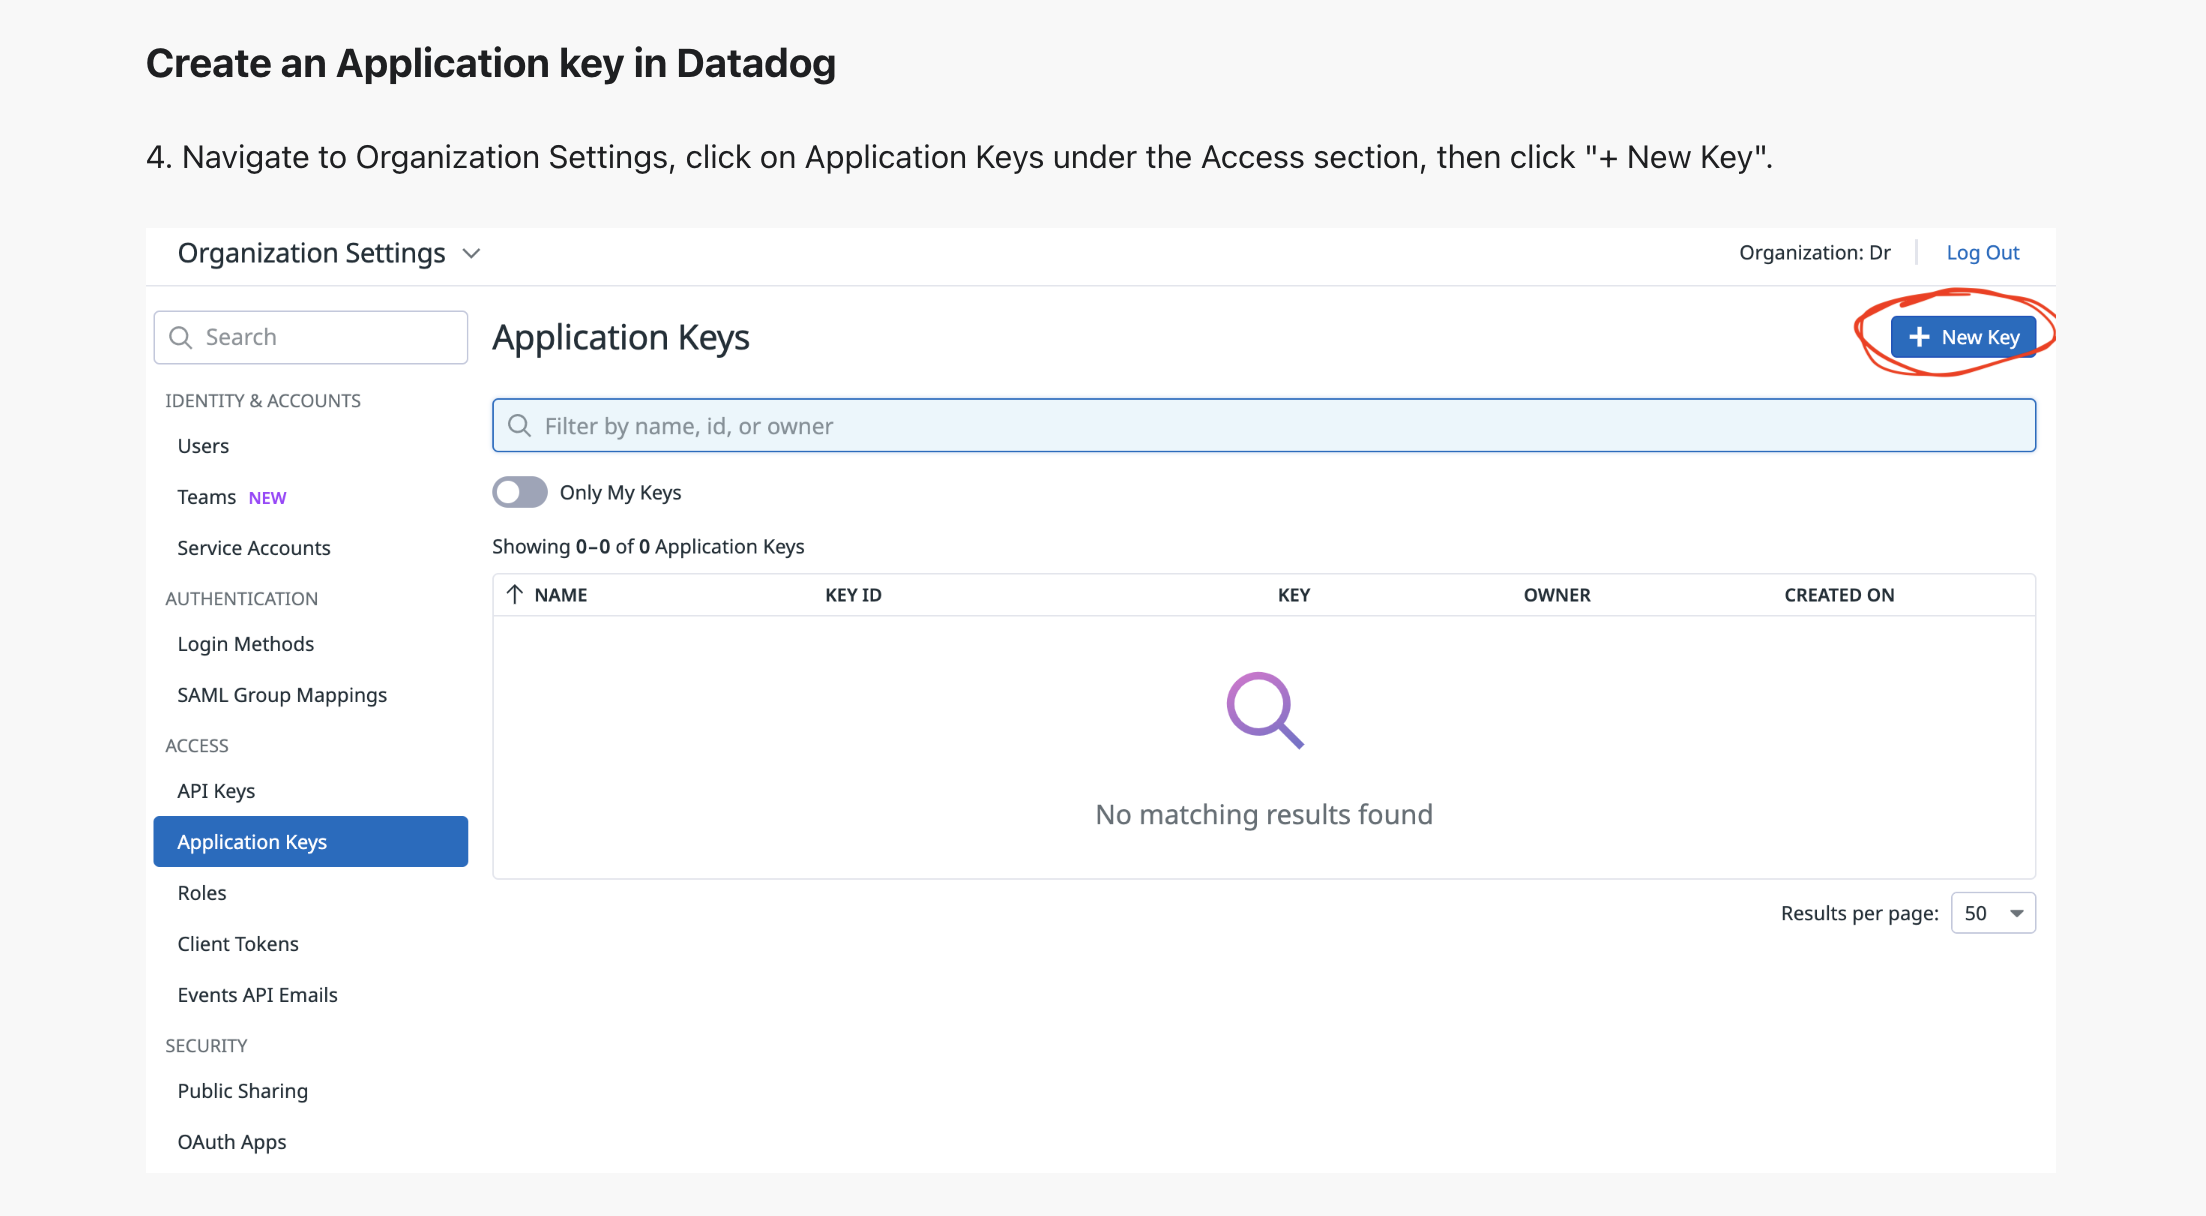 Create an Application key in Datadog
4. Navigate to Organization Settings, click on Application Keys under the Access section, then click "+ New Key".
Organization Settings
Organization: Dr
Log Out
Search
IDENTITY & ACCOUNTS
Users
Teams NEW
Service Accounts
AUTHENTICATION
Login Methods
SAML Group Mappings
ACCESS
API Keys
Application Keys
Roles
Client Tokens
Events API Emails
SECURITY
Public Sharing
OAuth Apps
Application Keys
+ New Key
Filter by name, id, or owner
Only My Keys
Showing 0–0 of 0 Application Keys
↑ NAME KEY ID KEY OWNER CREATED ON
No matching results found
Results per page: 50